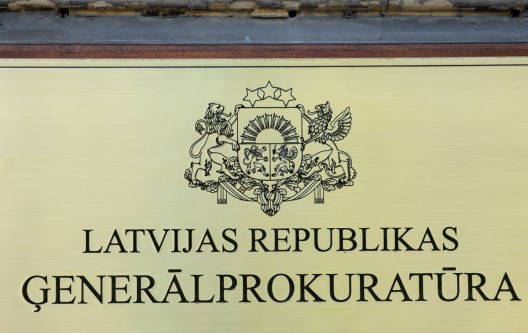 LATVIJAS REPUBLIKAS
ĢENERĀLPROKURATŪRA